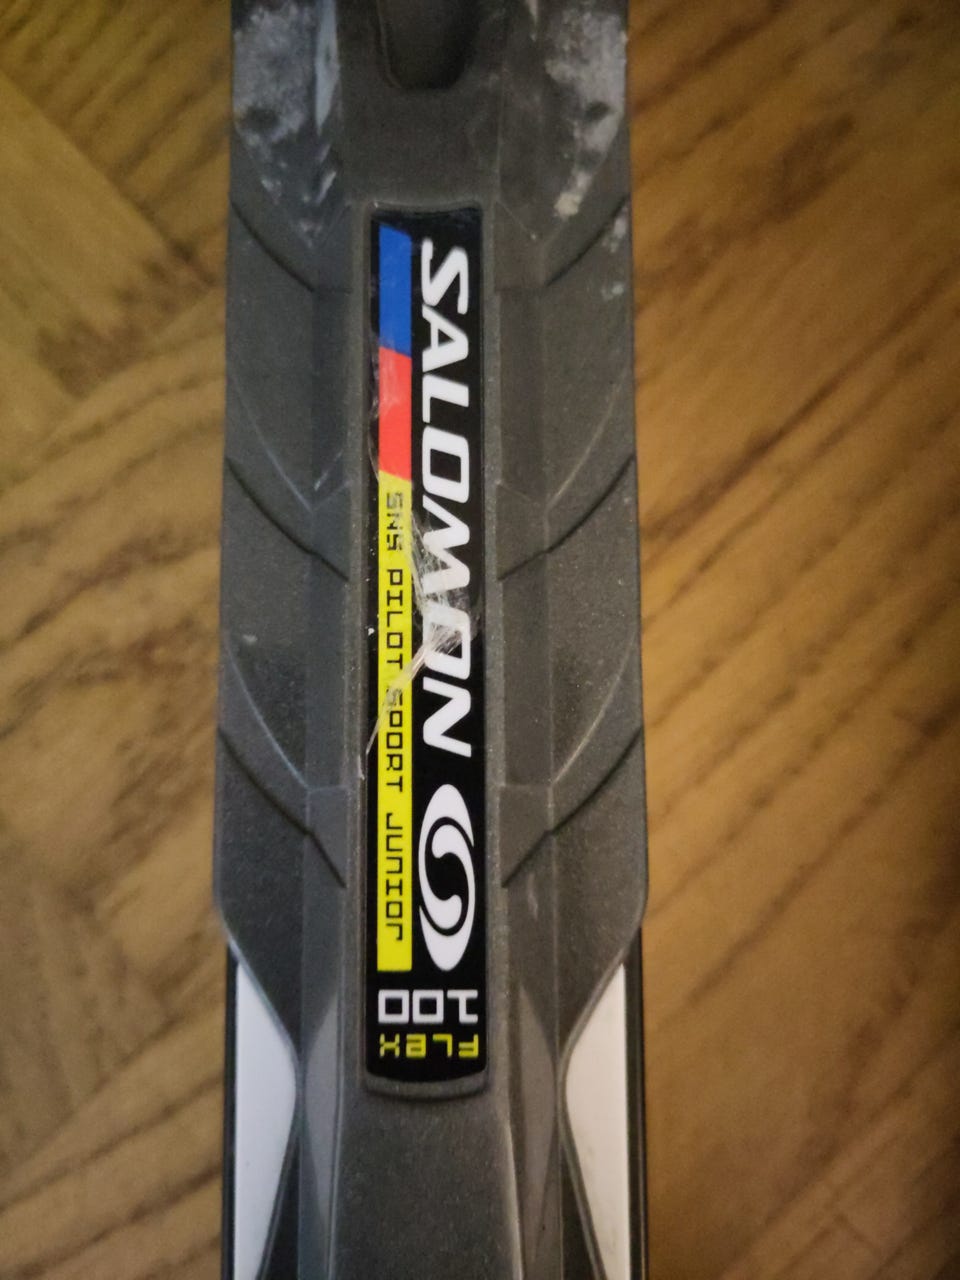 SALOMON
SNS PILOT SPORT JUNIOR
100
FLEX